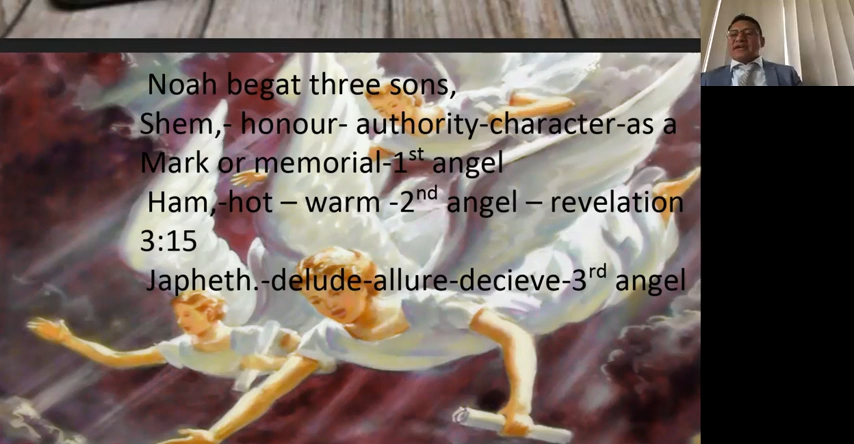 Noah begat three sons,
Shem,- honour- authority-character-as a
Mark or memorial-1st angel
Ham,-hot – warm -2nd angel – revelation
3:15
Japheth.-delude-allure-decieve-3rd angel